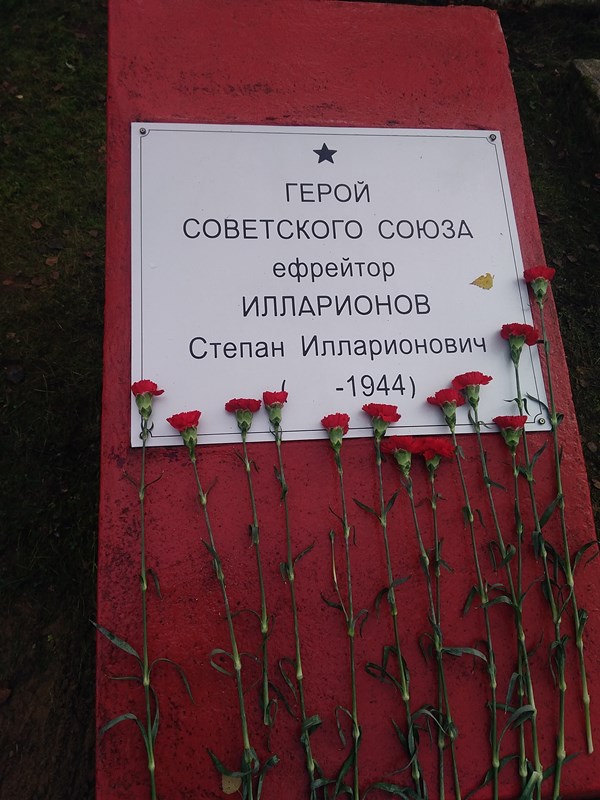 ГЕРОЙ
СОВЕТСКОГО СОЮЗА
ефрейтор
ИЛЛАРИОНОВ
Степан Илларионович
( -1944)